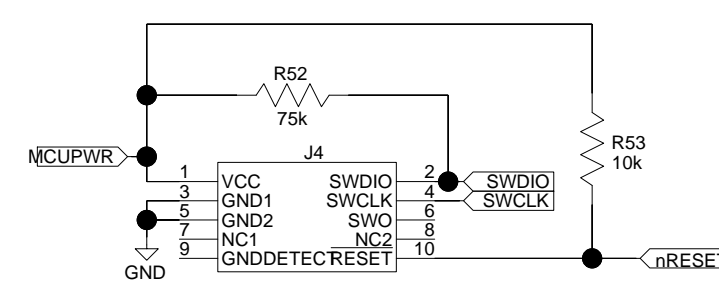 R52
75k
J4
R53
10k
MCUPWR
1 VCC SWDIO 2 SWDIO
3 GND1 SWCLK 4 SWCLK
5 GND2 SWO 6
7 NC1 NC2 8
9 GNDDETECT RESET 10
nRESET
GND